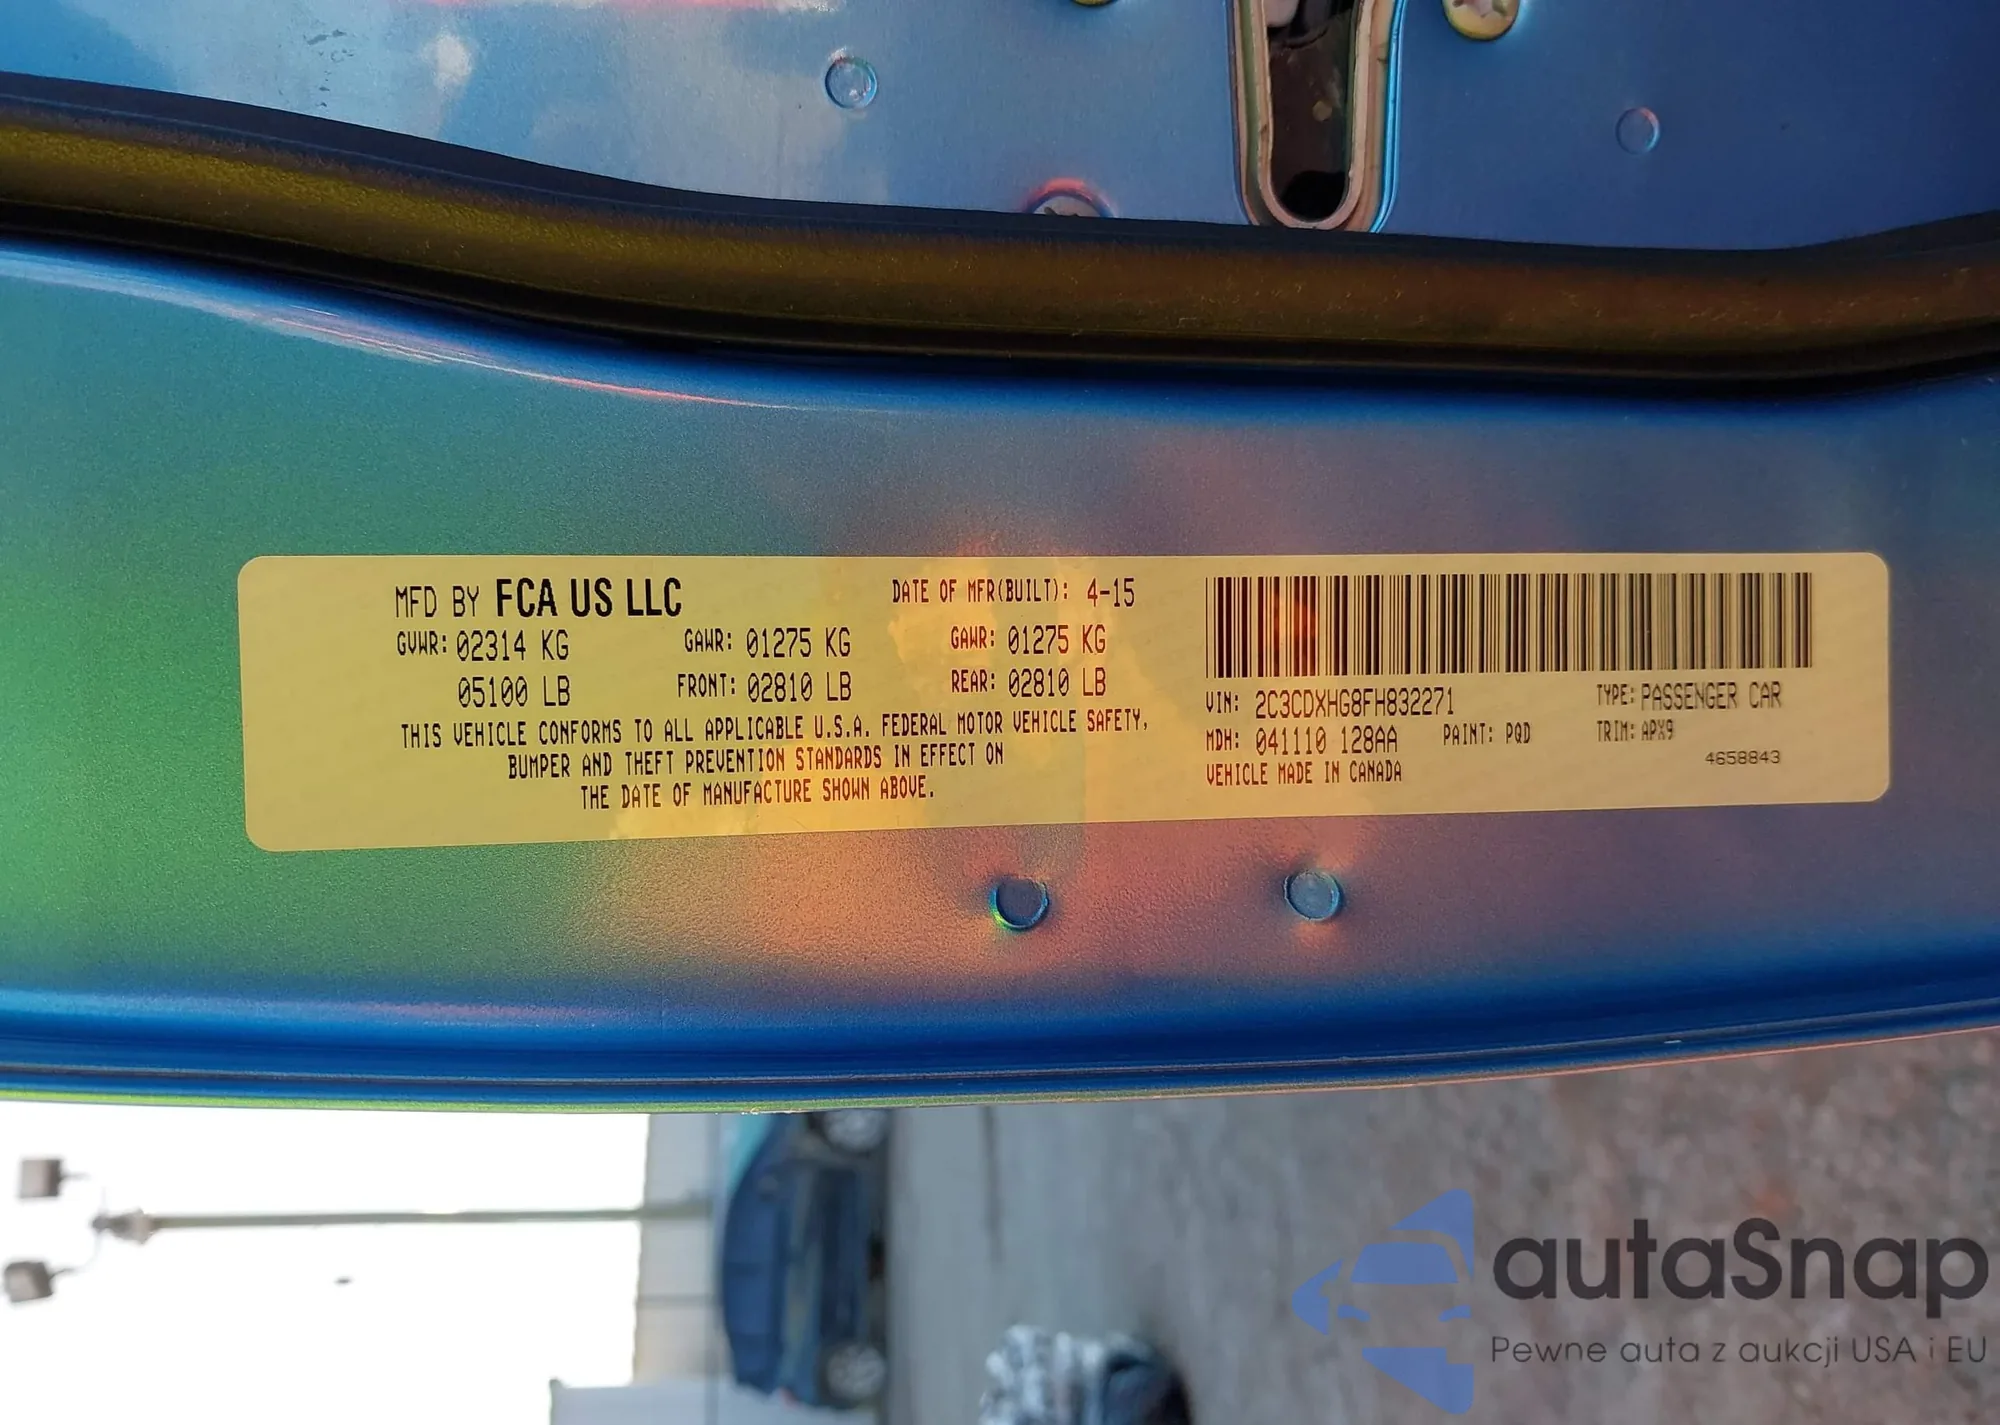 MFD BY FCA US LLC DATE OF MFR(BUILT): 4-15
GVWR: 02314 KG GAWR: 01275 KG GAWR: 01275 KG
05100 LB FRONT: 02810 LB REAR: 02810 LB
THIS VEHICLE CONFORMS TO ALL APPLICABLE U.S.A. FEDERAL MOTOR VEHICLE SAFETY,
BUMPER AND THEFT PREVENTION STANDARDS IN EFFECT ON
THE DATE OF MANUFACTURE SHOWN ABOVE.
VIN: 2C3CDXHG8FH832271 TYPE: PASSENGER CAR
MDH: 041110 128AA PAINT: PQD TRIM: APX9
VEHICLE MADE IN CANADA 4658843
autaSnap
Pewne auta z aukcji USA i EU